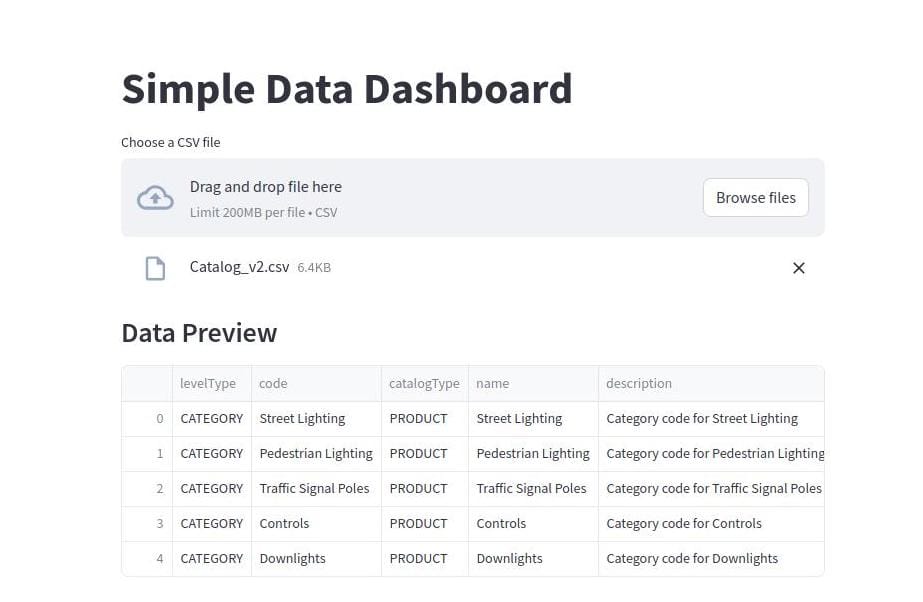 Simple Data Dashboard
Choose a CSV file
Drag and drop file here
Limit 200MB per file • CSV
Browse files
Catalog_v2.csv 6.4KB
Data Preview
levelType code catalogType name description
0 CATEGORY Street Lighting PRODUCT Street Lighting Category code for Street Lighting
1 CATEGORY Pedestrian Lighting PRODUCT Pedestrian Lighting Category code for Pedestrian Lighting
2 CATEGORY Traffic Signal Poles PRODUCT Traffic Signal Poles Category code for Traffic Signal Poles
3 CATEGORY Controls PRODUCT Controls Category code for Controls
4 CATEGORY Downlights PRODUCT Downlights Category code for Downlights